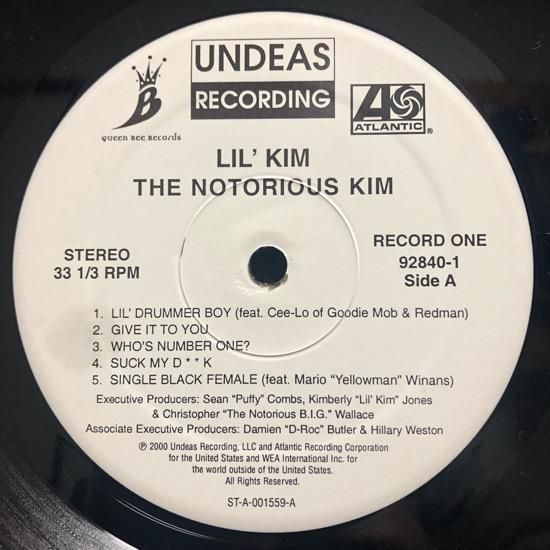 B
Queen Bee Records
UNDEAS
RECORDING
A
ATLANTIC®
LIL' KIM
THE NOTORIOUS KIM
STEREO
33 1/3 RPM
RECORD ONE
92840-1
Side A
1. LIL' DRUMMER BOY (feat. Cee-Lo of Goodie Mob & Redman)
2. GIVE IT TO YOU
3. WHO'S NUMBER ONE?
4. SUCK MY D * * K
5. SINGLE BLACK FEMALE (feat. Mario "Yellowman" Winans)
Executive Producers: Sean "Puffy" Combs, Kimberly "Lil' Kim" Jones
& Christopher "The Notorious B.I.G." Wallace
Associate Executive Producers: Damien "D-Roc" Butler & Hillary Weston
℗ 2000 Undeas Recording, LLC and Atlantic Recording Corporation
for the United States and WEA International Inc. for
the world outside of the United States.
All Rights Reserved.
ST-A-001559-A